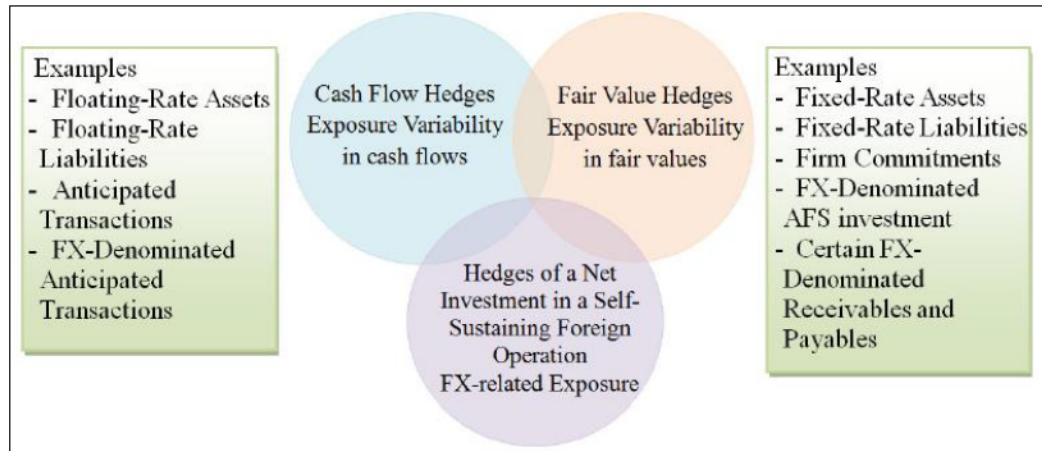 Examples
- Floating-Rate Assets
- Floating-Rate
Liabilities
- Anticipated
Transactions
- FX-Denominated
Anticipated
Transactions
Cash Flow Hedges
Exposure Variability
in cash flows
Fair Value Hedges
Exposure Variability
in fair values
Hedges of a Net
Investment in a Self-
Sustaining Foreign
Operation
FX-related Exposure
Examples
- Fixed-Rate Assets
- Fixed-Rate Liabilities
- Firm Commitments
- FX-Denominated
AFS investment
- Certain FX-
Denominated
Receivables and
Payables